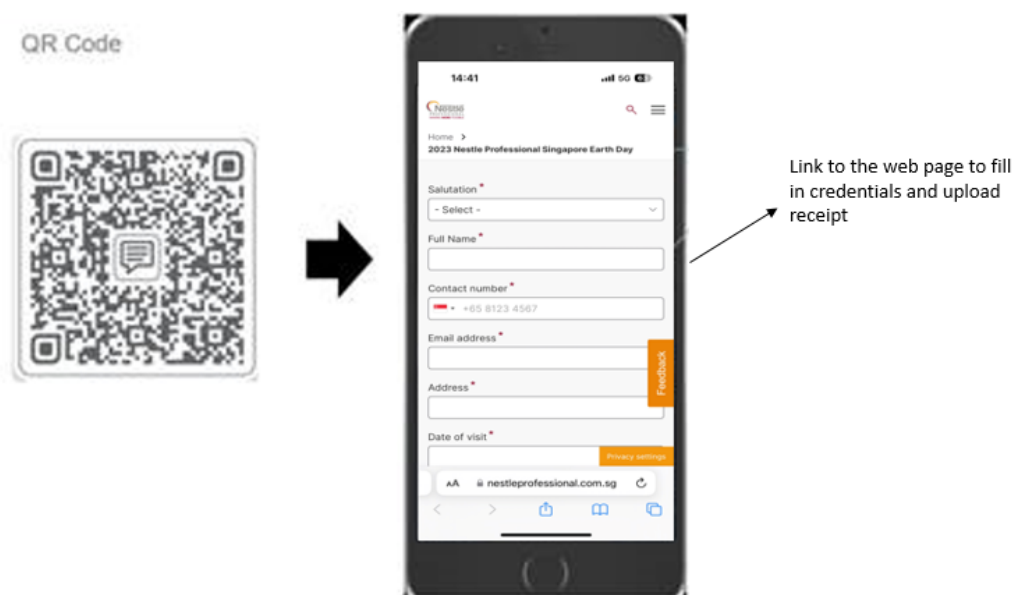 QR Code
14:41
5G
Nestlé
Home >
2023 Nestle Professional Singapore Earth Day
Salutation *
- Select -
Full Name *
Contact number *
+65 8123 4567
Email address *
Feedback
Address *
Date of visit *
Privacy settings
AA nestleprofessional.com.sg
Link to the web page to fill
in credentials and upload
receipt